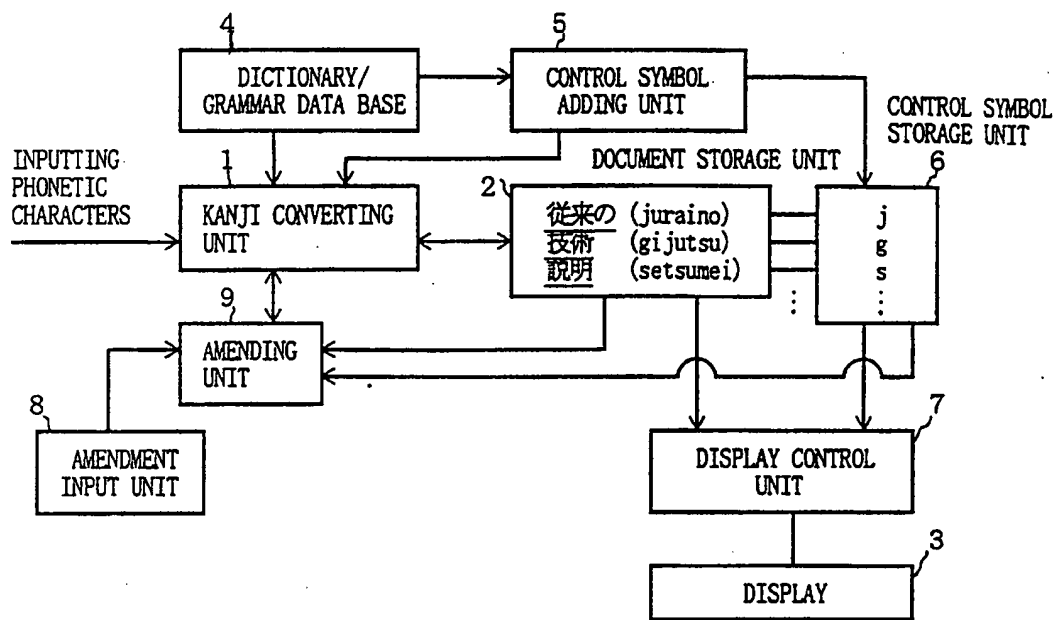 4
DICTIONARY/
GRAMMAR DATA BASE
5
CONTROL SYMBOL
ADDING UNIT
CONTROL SYMBOL
STORAGE UNIT
6
INPUTTING
PHONETIC
CHARACTERS
1
KANJI CONVERTING
UNIT
DOCUMENT STORAGE UNIT
2
従来の (juraino)
技術 (gijutsu)
説明 (setsumei)
⋮
j
g
s
⋮
9
AMENDING
UNIT
8
AMENDMENT
INPUT UNIT
7
DISPLAY CONTROL
UNIT
3
DISPLAY